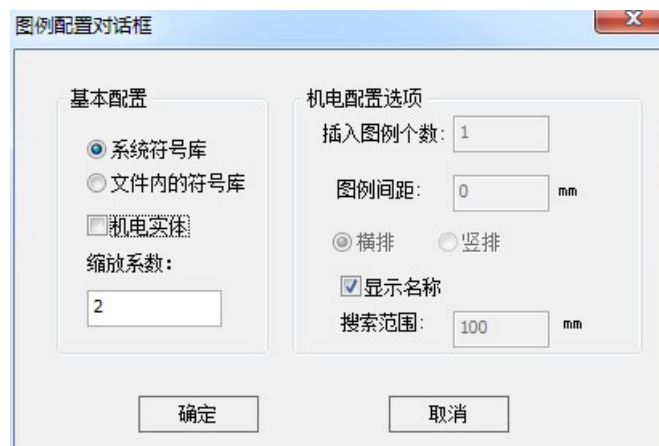 图例配置对话框
基本配置
系统符号库
文件内的符号库
机电实体
缩放系数：
2
机电配置选项
插入图例个数: 1
图例间距: 0 mm
横排 竖排
显示名称
搜索范围: 100 mm
确定 取消